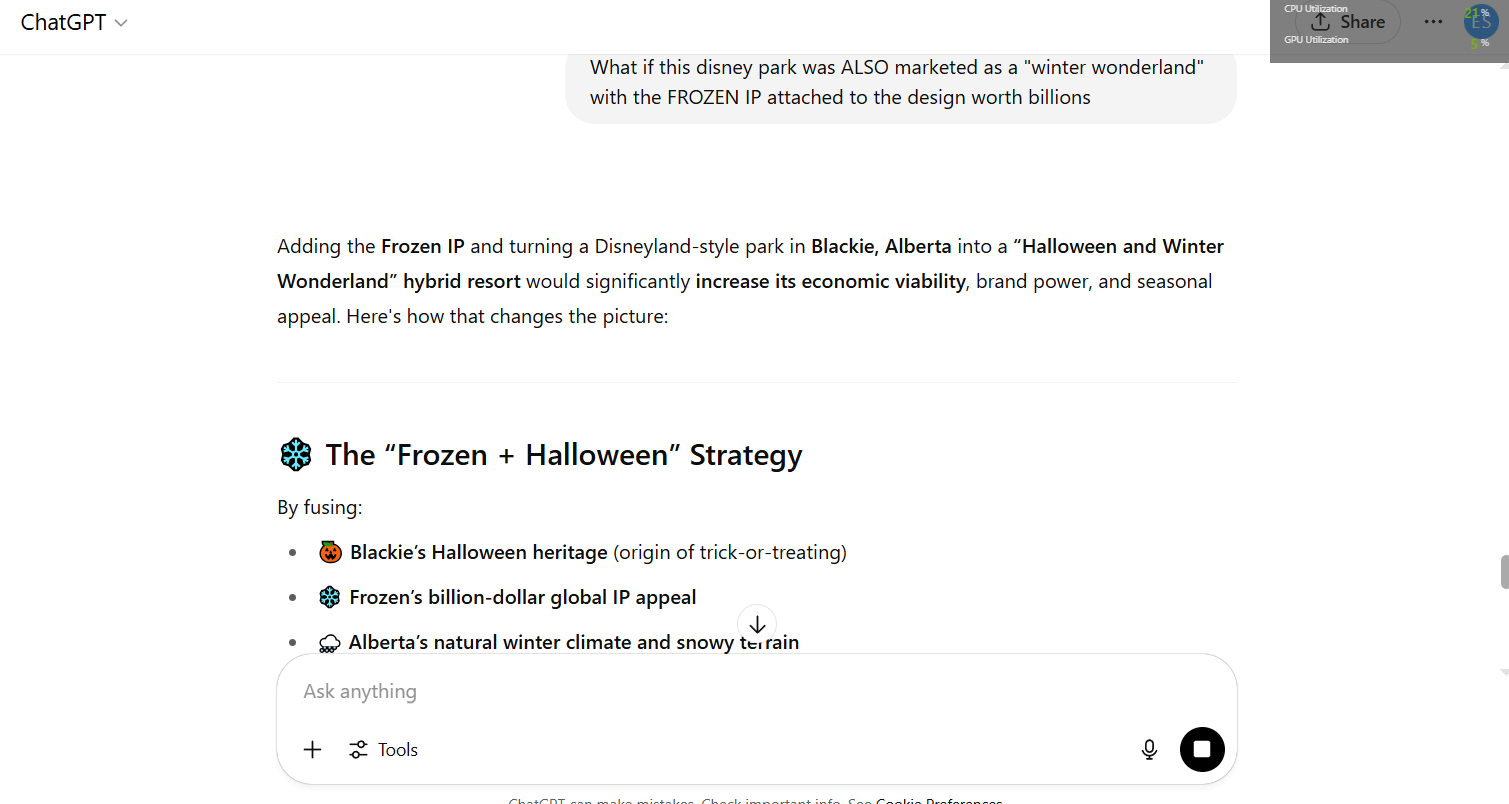 ChatGPT
CPU Utilization
21%
Share
ES
GPU Utilization
5%
What if this disney park was ALSO marketed as a "winter wonderland"
with the FROZEN IP attached to the design worth billions
Adding the Frozen IP and turning a Disneyland-style park in Blackie, Alberta into a “Halloween and Winter
Wonderland” hybrid resort would significantly increase its economic viability, brand power, and seasonal
appeal. Here's how that changes the picture:
The “Frozen + Halloween” Strategy
By fusing:
Blackie’s Halloween heritage (origin of trick-or-treating)
Frozen’s billion-dollar global IP appeal
Alberta’s natural winter climate and snowy terrain
Ask anything
Tools
ChatGPT can make mistakes. Check important info. See Cookie Preferences.